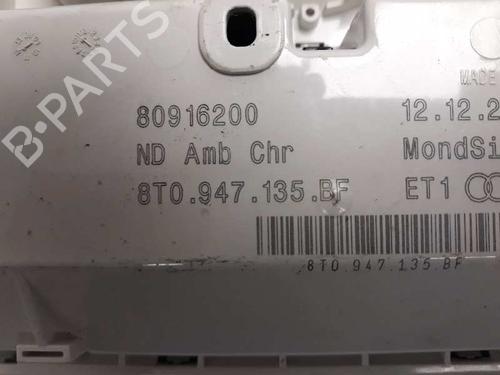 B-PARTS
MADE
80916200 12.12.2
ND Amb Chr MondSi
8T0.947.135.BF ET1
8T0.947.135.BF